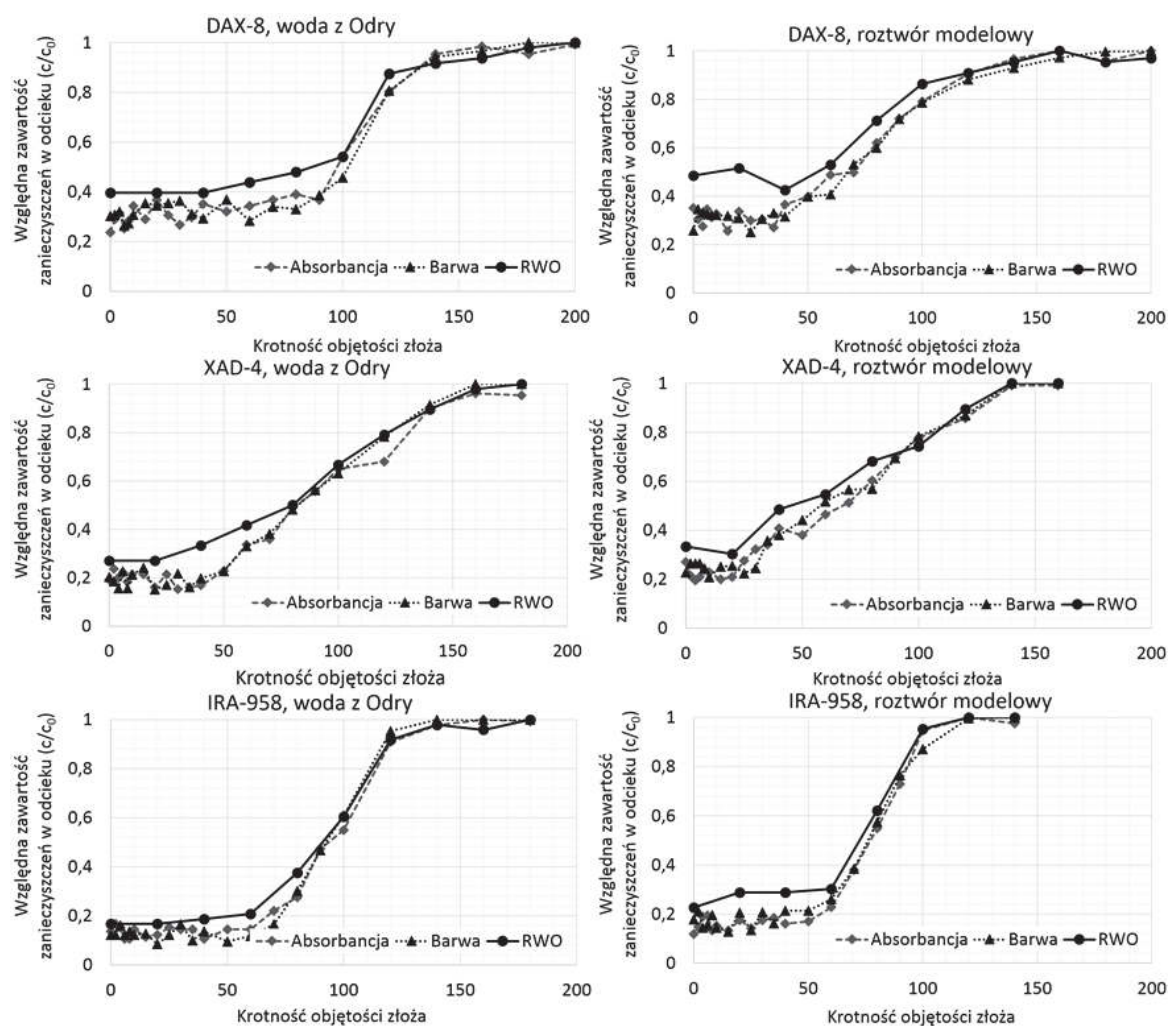 DAX-8, woda z Odry
Względna zawartość
zanieczyszczeń w odcieku (c/c₀)
1
0,8
0,6
0,4
0,2
0
Absorbancja Barwa RWO
0 50 100 150 200
Krotność objętości złoża
DAX-8, roztwór modelowy
Względna zawartość
zanieczyszczeń w odcieku (c/c₀)
1
0,8
0,6
0,4
0,2
0
Absorbancja Barwa RWO
0 50 100 150 200
Krotność objętości złoża
XAD-4, woda z Odry
Względna zawartość
zanieczyszczeń w odcieku (c/c₀)
1
0,8
0,6
0,4
0,2
0
Absorbancja Barwa RWO
0 50 100 150 200
Krotność objętości złoża
XAD-4, roztwór modelowy
Względna zawartość
zanieczyszczeń w odcieku (c/c₀)
1
0,8
0,6
0,4
0,2
0
Absorbancja Barwa RWO
0 50 100 150 200
Krotność objętości złoża
IRA-958, woda z Odry
Względna zawartość
zanieczyszczeń w odcieku (c/c₀)
1
0,8
0,6
0,4
0,2
0
Absorbancja Barwa RWO
0 50 100 150 200
Krotność objętości złoża
IRA-958, roztwór modelowy
Względna zawartość
zanieczyszczeń w odcieku (c/c₀)
1
0,8
0,6
0,4
0,2
0
Absorbancja Barwa RWO
0 50 100 150 200
Krotność objętości złoża